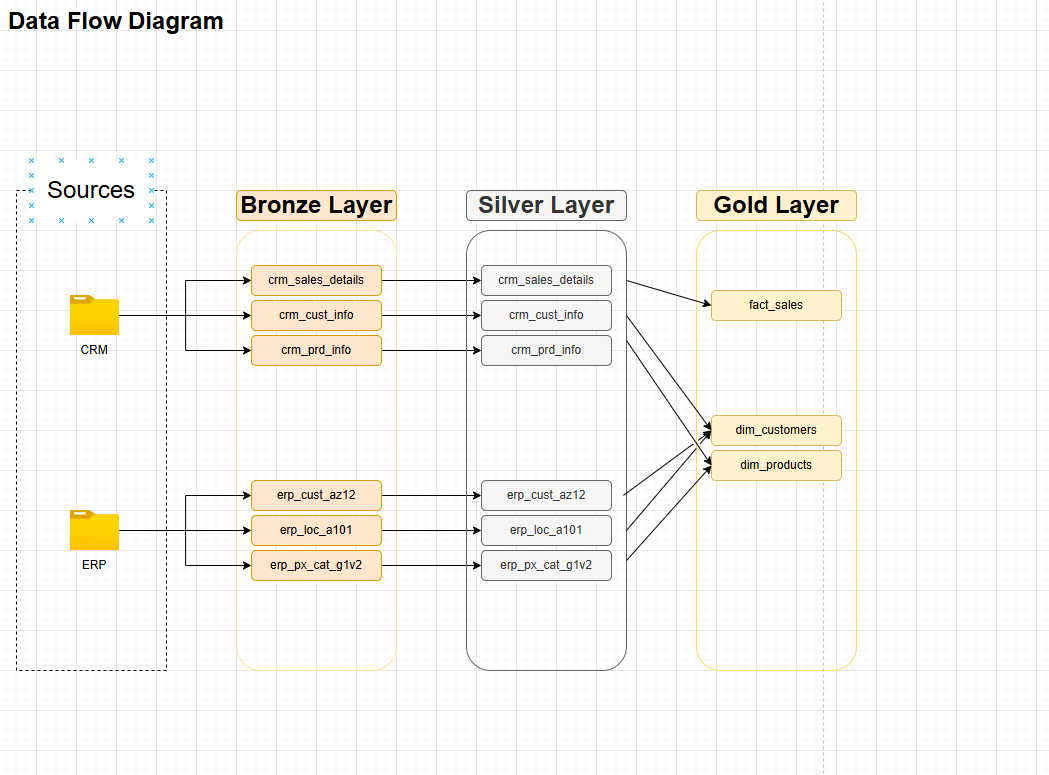 Data Flow Diagram
Sources
Bronze Layer
Silver Layer
Gold Layer
CRM
crm_sales_details
crm_cust_info
crm_prd_info
crm_sales_details
crm_cust_info
crm_prd_info
fact_sales
dim_customers
dim_products
ERP
erp_cust_az12
erp_loc_a101
erp_px_cat_g1v2
erp_cust_az12
erp_loc_a101
erp_px_cat_g1v2